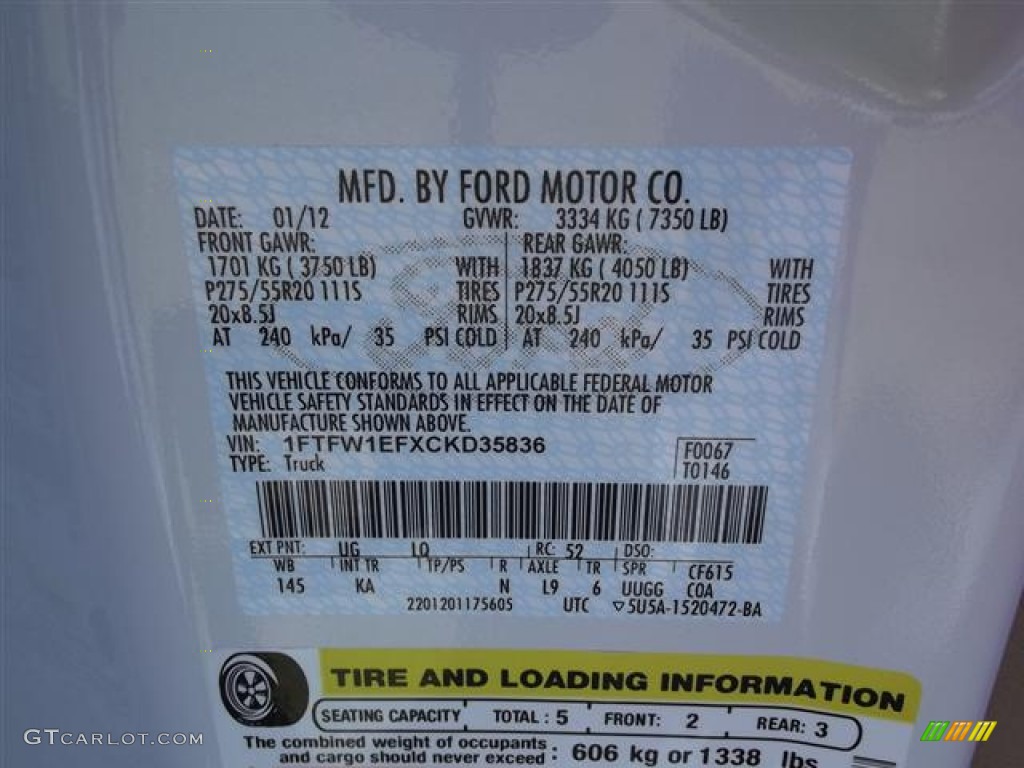 MFD. BY FORD MOTOR CO.
DATE: 01/12 GVWR: 3334 KG ( 7350 LB)
FRONT GAWR: REAR GAWR:
1701 KG ( 3750 LB) WITH 1837 KG ( 4050 LB) WITH
P275/55R20 111S TIRES P275/55R20 111S TIRES
20x8.5J RIMS 20x8.5J RIMS
AT 240 kPa/ 35 PSI COLD AT 240 kPa/ 35 PSI COLD
THIS VEHICLE CONFORMS TO ALL APPLICABLE FEDERAL MOTOR
VEHICLE SAFETY STANDARDS IN EFFECT ON THE DATE OF
MANUFACTURE SHOWN ABOVE.
VIN: 1FTFW1EFXCKD35836
TYPE: Truck
F0067
T0146
EXT PNT: UG LQ RC: 52 DSO:
WB INT TR TP/PS R AXLE TR SPR CF615
145 KA N L9 6 UUGG COA
2201201175605 UTC ▽5U5A-1520472-BA
TIRE AND LOADING INFORMATION
SEATING CAPACITY TOTAL : 5 FRONT: 2 REAR: 3
The combined weight of occupants
and cargo should never exceed : 606 kg or 1338 lbs
GTCARLOT.COM